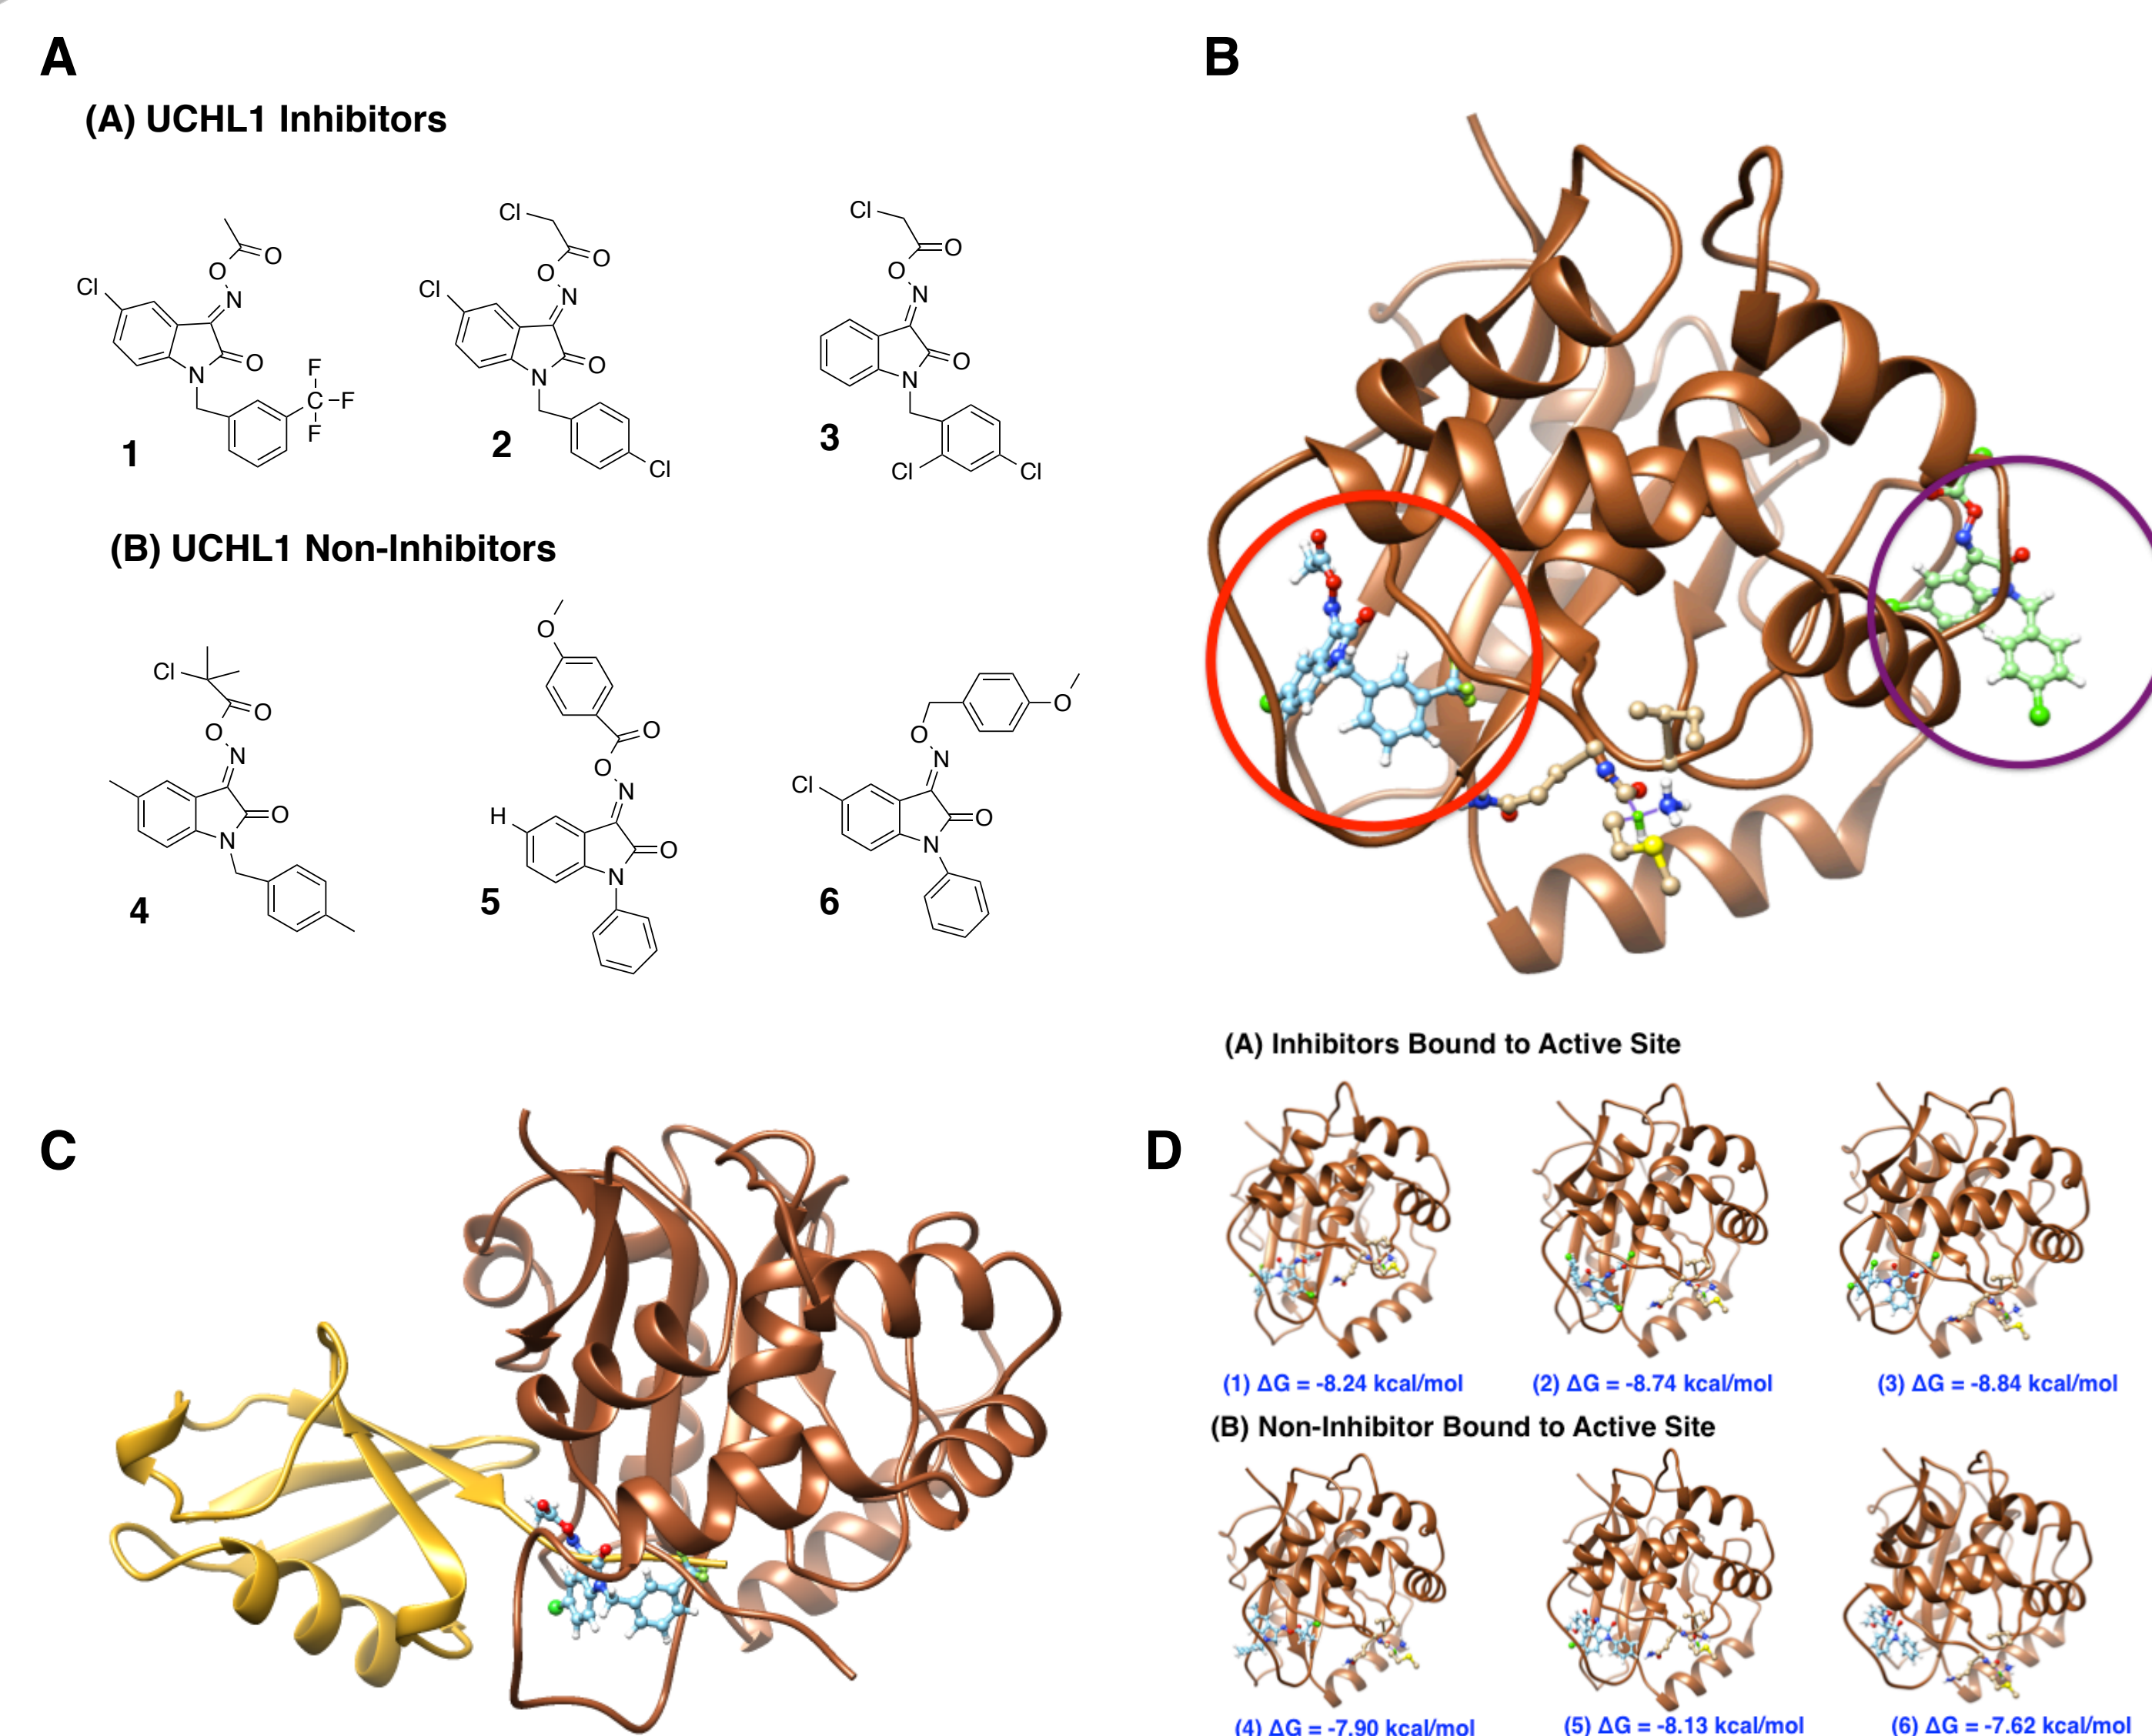 A
(A) UCHL1 Inhibitors
Cl
O
O
N
O
N
F
C
F
F
1
Cl
O
O
Cl
N
O
N
Cl
2
Cl
O
O
N
O
N
Cl
Cl
3
(B) UCHL1 Non-Inhibitors
Cl
O
O
N
O
N
4
O
O
O
N
H
O
N
5
O
O
N
Cl
O
N
6
B
C
D
(A) Inhibitors Bound to Active Site
(1) ΔG = -8.24 kcal/mol
(2) ΔG = -8.74 kcal/mol
(3) ΔG = -8.84 kcal/mol
(B) Non-Inhibitor Bound to Active Site
(4) ΔG = -7.90 kcal/mol
(5) ΔG = -8.13 kcal/mol
(6) ΔG = -7.62 kcal/mol